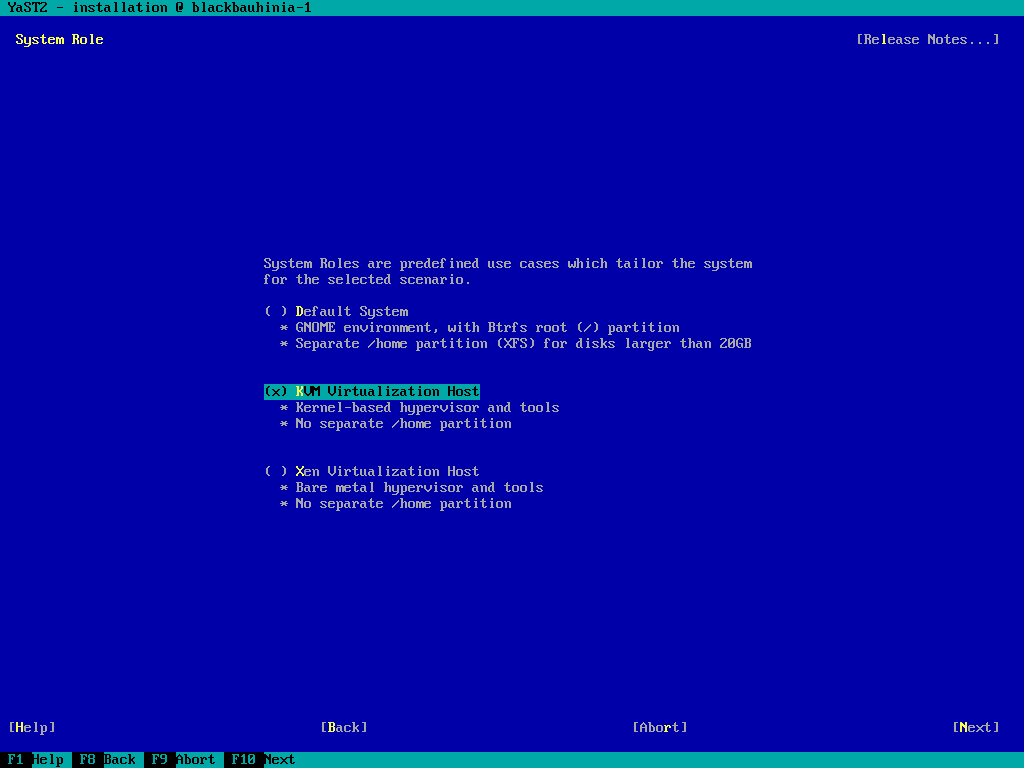 YaST2 - installation @ blackbauhinia-1
System Role [Release Notes...]
System Roles are predefined use cases which tailor the system
for the selected scenario.
( ) Default System
* GNOME environment, with Btrfs root (/) partition
* Separate /home partition (XFS) for disks larger than 20GB
(x) KVM Virtualization Host
* Kernel-based hypervisor and tools
* No separate /home partition
( ) Xen Virtualization Host
* Bare metal hypervisor and tools
* No separate /home partition
[Help] [Back] [Abort] [Next]
F1 Help F8 Back F9 Abort F10 Next